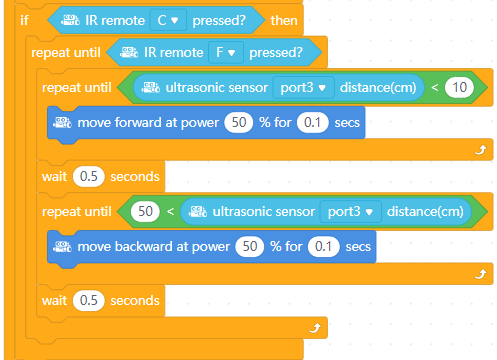 if IR remote C pressed? then
repeat until IR remote F pressed?
repeat until ultrasonic sensor port3 distance(cm) < 10
move forward at power 50 % for 0.1 secs
wait 0.5 seconds
repeat until 50 < ultrasonic sensor port3 distance(cm)
move backward at power 50 % for 0.1 secs
wait 0.5 seconds